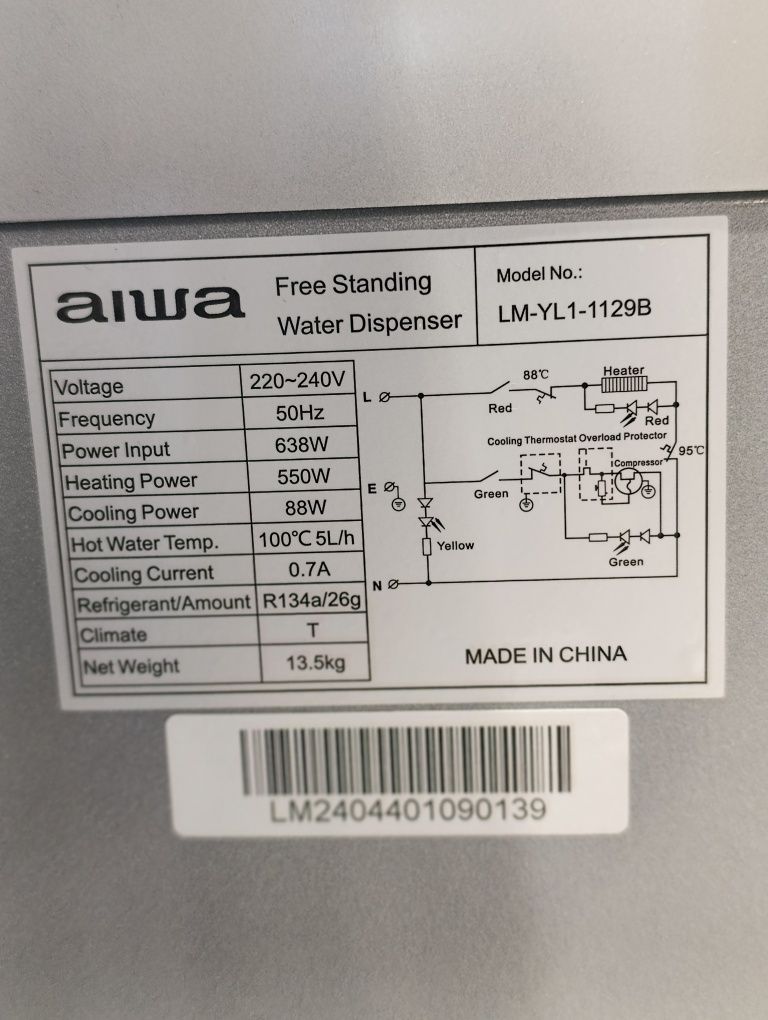 aiwa
Free Standing
Water Dispenser
Model No.:
LM-YL1-1129B
Voltage 220~240V
Frequency 50Hz
Power Input 638W
Heating Power 550W
Cooling Power 88W
Hot Water Temp. 100℃ 5L/h
Cooling Current 0.7A
Refrigerant/Amount R134a/26g
Climate T
Net Weight 13.5kg
L
88℃
Heater
Red
Red
Cooling Thermostat Overload Protector
95℃
Compressor
E
Green
Yellow
Green
N
MADE IN CHINA
LM2404401090139